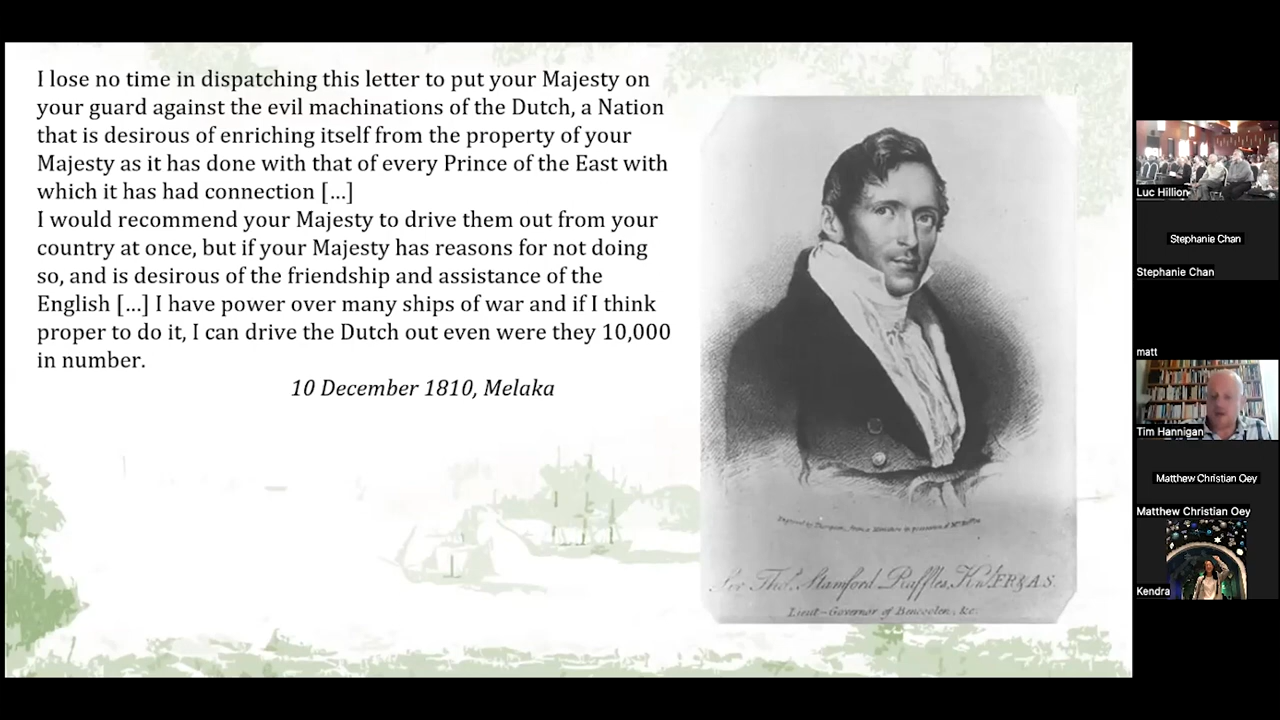 I lose no time in dispatching this letter to put your Majesty on
your guard against the evil machinations of the Dutch, a Nation
that is desirous of enriching itself from the property of your
Majesty as it has done with that of every Prince of the East with
which it has had connection […]
I would recommend your Majesty to drive them out from your
country at once, but if your Majesty has reasons for not doing
so, and is desirous of the friendship and assistance of the
English […] I have power over many ships of war and if I think
proper to do it, I can drive the Dutch out even were they 10,000
in number.
10 December 1810, Melaka
Engraved by
Sir Thos. Stamford Raffles, Knt. F.R.& A.S.
Lieut-Governor of Bencoolen, &c.
Luc Hillion
Stephanie Chan
Stephanie Chan
matt
Tim Hannigan
Matthew Christian Oey
Matthew Christian Oey
Kendra